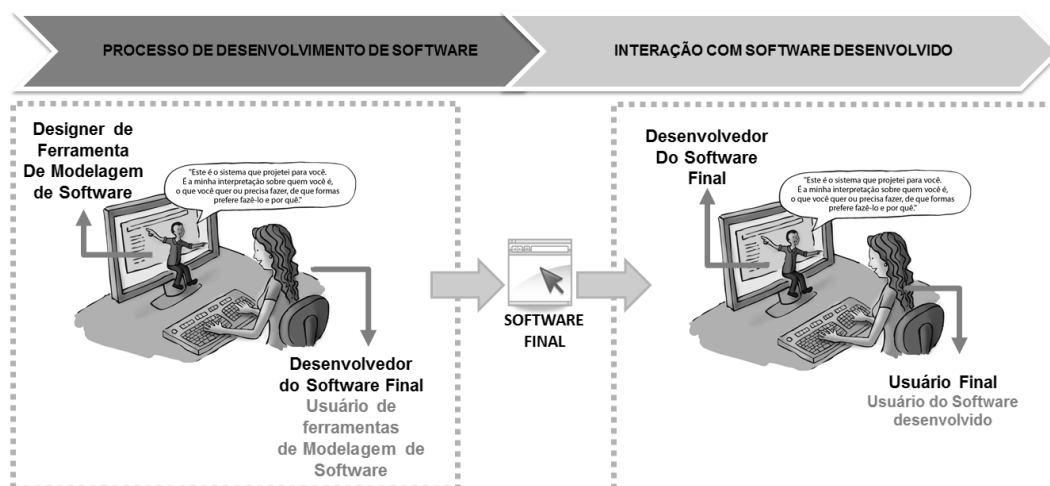 PROCESSO DE DESENVOLVIMENTO DE SOFTWARE
INTERAÇÃO COM SOFTWARE DESENVOLVIDO
Designer de
Ferramenta
De Modelagem
de Software
"Este é o sistema que projetei para você.
É a minha interpretação sobre quem você é,
o que você quer ou precisa fazer, de que formas
prefere fazê-lo e por quê."
Desenvolvedor
do Software Final
Usuário de
ferramentas
de Modelagem de
Software
SOFTWARE
FINAL
Desenvolvedor
Do Software
Final
"Este é o sistema que projetei para você.
É a minha interpretação sobre quem você é,
o que você quer ou precisa fazer, de que formas
prefere fazê-lo e por quê."
Usuário Final
Usuário do Software
desenvolvido